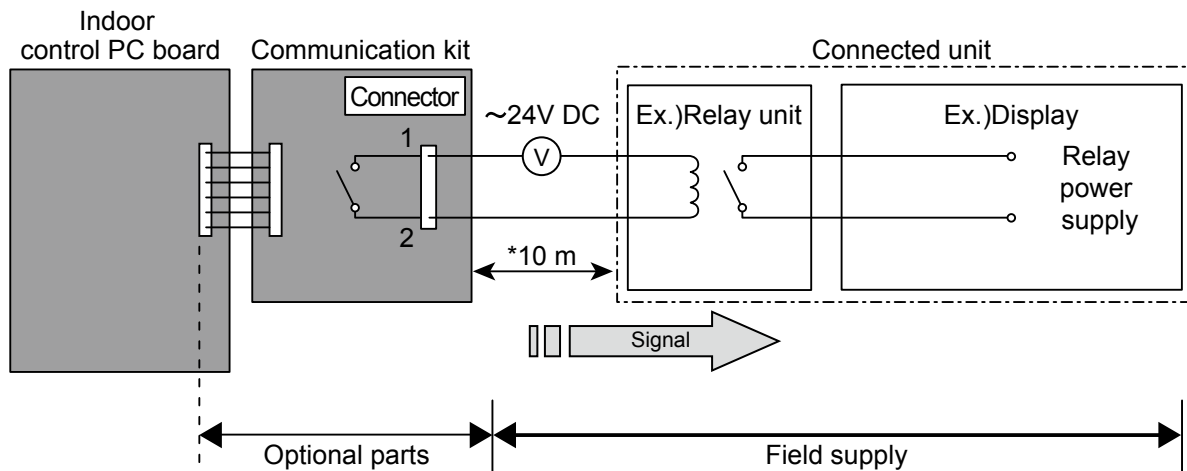 Indoor
control PC board
Communication kit
Connected unit
Connector
1
2
～24V DC
V
Ex.)Relay unit
Ex.)Display
Relay
power
supply
*10 m
Signal
Optional parts
Field supply